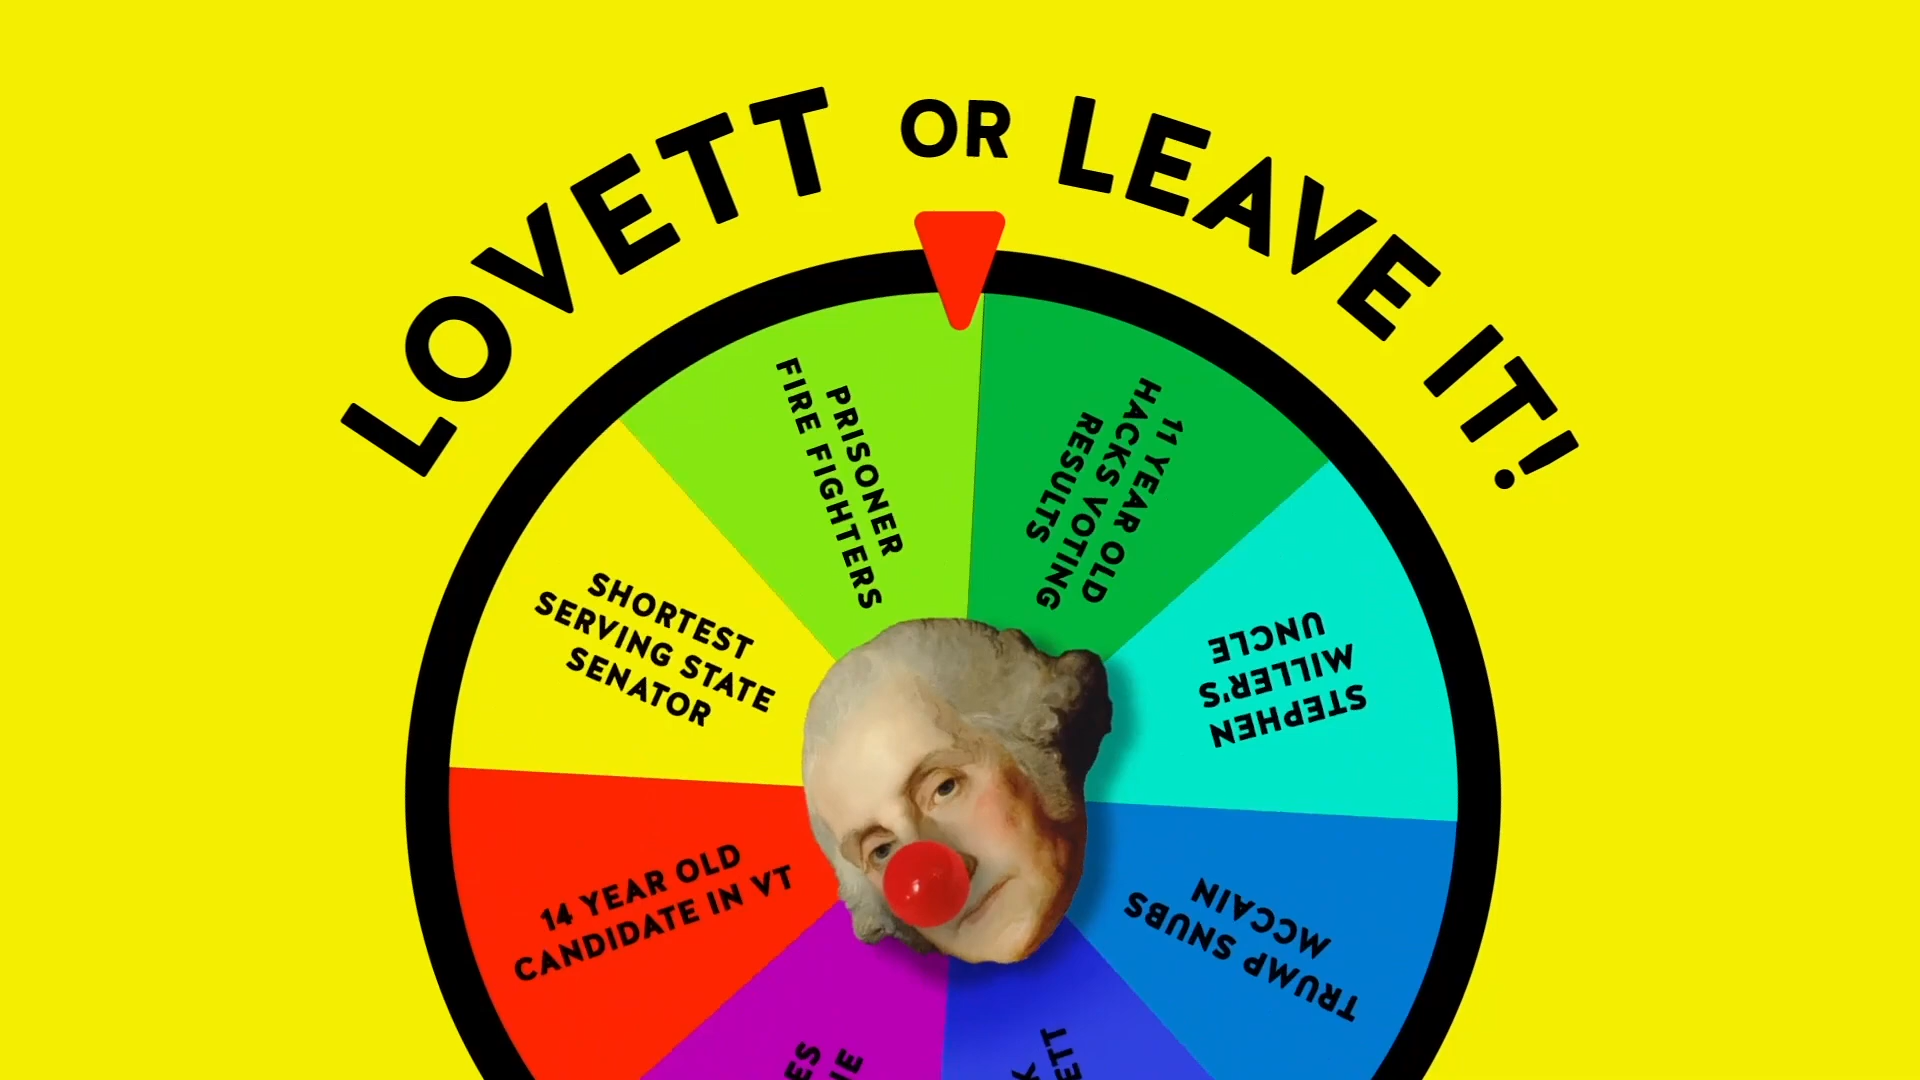 LOVETT OR LEAVE IT!
PRISONER
FIRE FIGHTERS
11 YEAR OLD
HACKS VOTING
RESULTS
SHORTEST
SERVING STATE
SENATOR
STEPHEN
MILLER'S
UNCLE
14 YEAR OLD
CANDIDATE IN VT
TRUMP SNUBS
MCCAIN